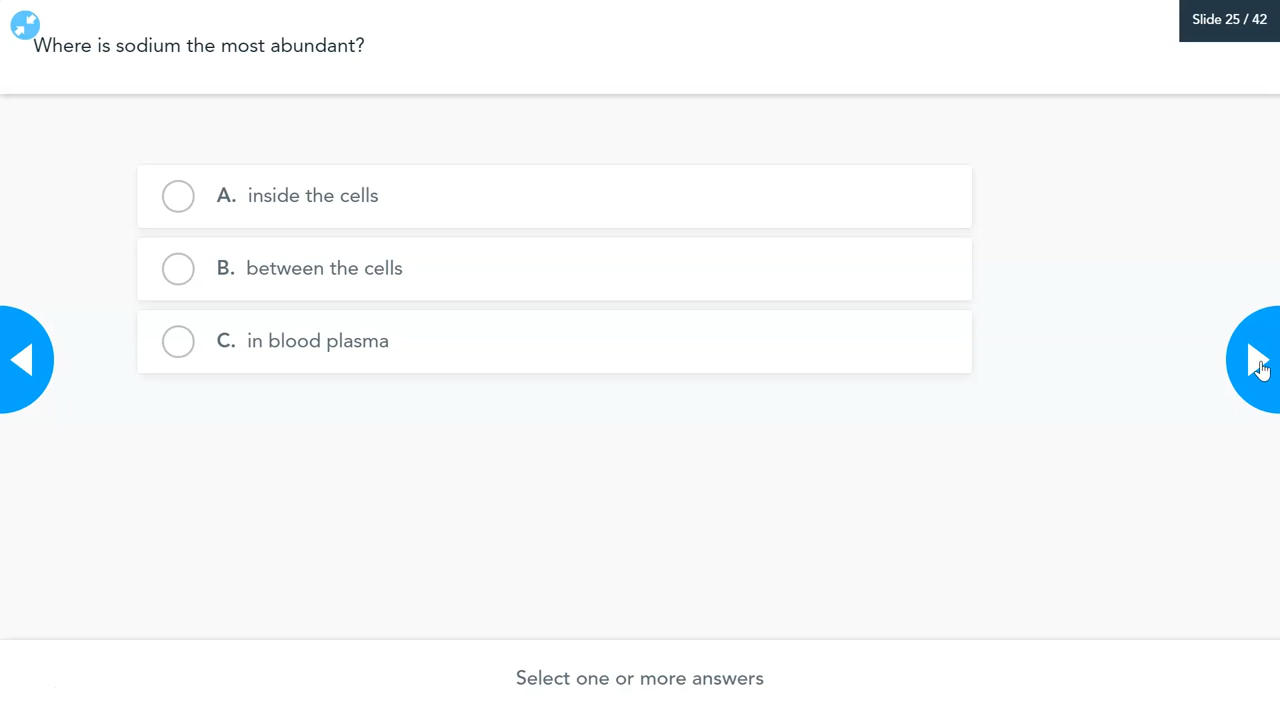 Slide 25 / 42
Where is sodium the most abundant?
A. inside the cells
B. between the cells
C. in blood plasma
Select one or more answers